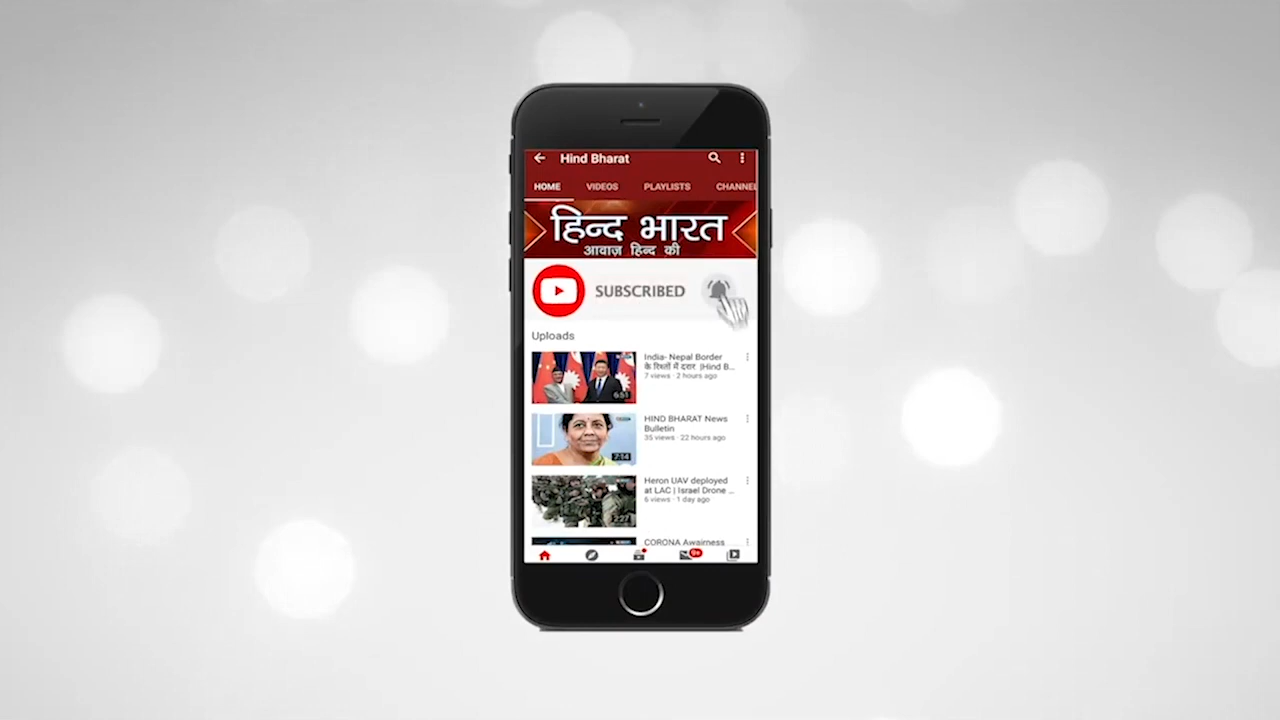 Hind Bharat
HOME VIDEOS PLAYLISTS CHANNEL
हिन्द भारत
आवाज़ हिन्द की
SUBSCRIBED
Uploads
India- Nepal Border
के रिश्तों में दरार |Hind B...
7 views · 2 hours ago
6:51
HIND BHARAT News
Bulletin
35 views · 22 hours ago
7:14
Heron UAV deployed
at LAC | Israel Drone ...
6 views · 1 day ago
2:27
CORONA Awairness
9+